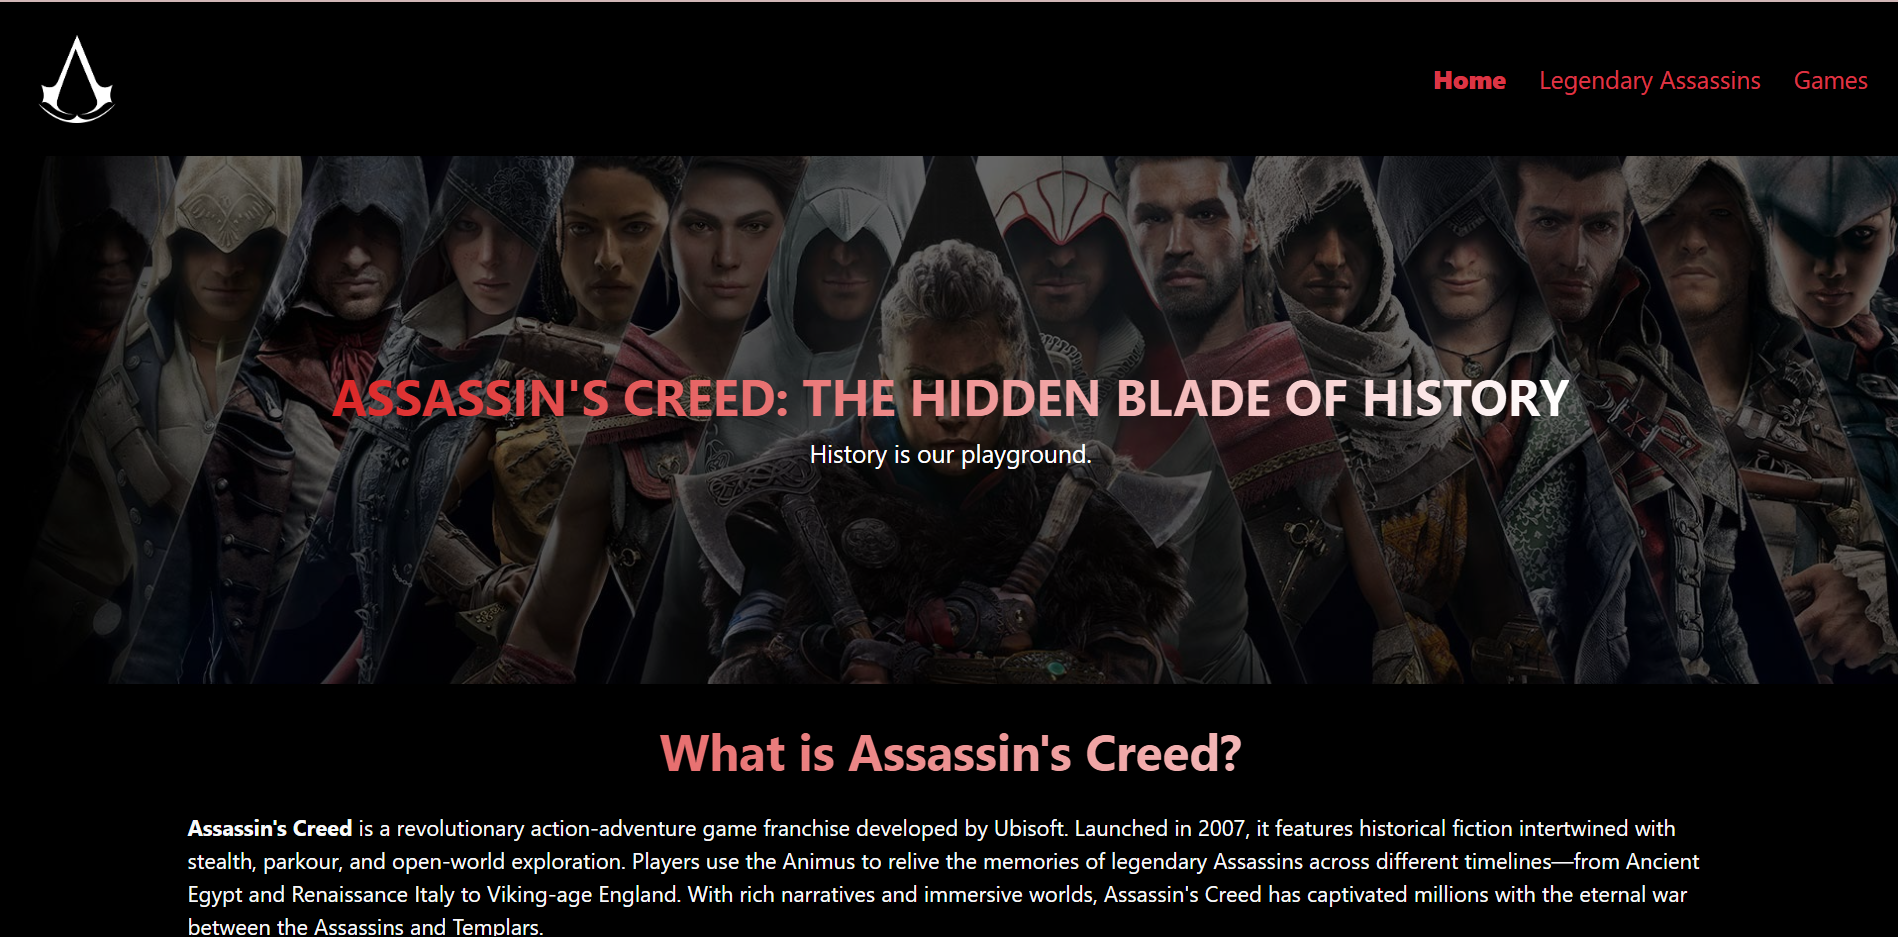 Home Legendary Assassins Games
ASSASSIN'S CREED: THE HIDDEN BLADE OF HISTORY
History is our playground.
What is Assassin's Creed?
Assassin's Creed is a revolutionary action-adventure game franchise developed by Ubisoft. Launched in 2007, it features historical fiction intertwined with
stealth, parkour, and open-world exploration. Players use the Animus to relive the memories of legendary Assassins across different timelines—from Ancient
Egypt and Renaissance Italy to Viking-age England. With rich narratives and immersive worlds, Assassin's Creed has captivated millions with the eternal war
between the Assassins and Templars.